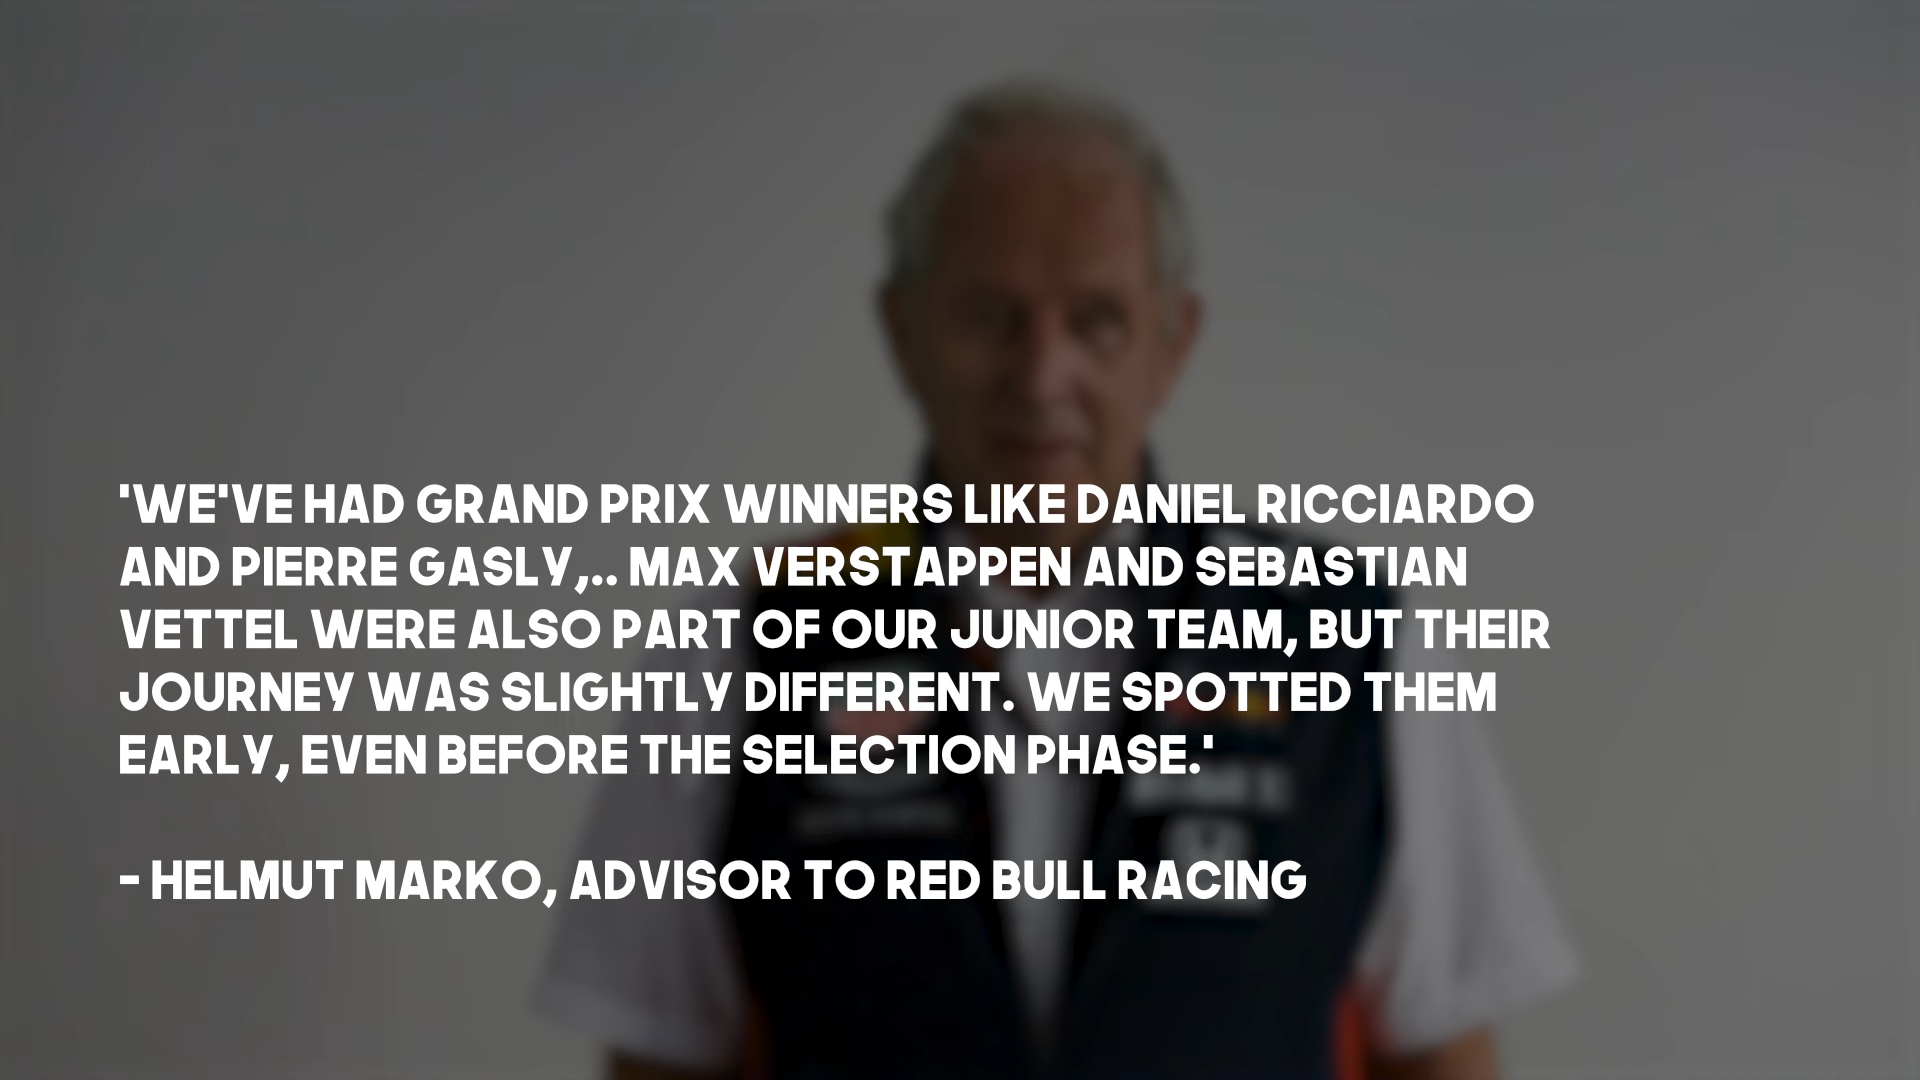 'WE'VE HAD GRAND PRIX WINNERS LIKE DANIEL RICCIARDO
AND PIERRE GASLY,.. MAX VERSTAPPEN AND SEBASTIAN
VETTEL WERE ALSO PART OF OUR JUNIOR TEAM, BUT THEIR
JOURNEY WAS SLIGHTLY DIFFERENT. WE SPOTTED THEM
EARLY, EVEN BEFORE THE SELECTION PHASE.'
- HELMUT MARKO, ADVISOR TO RED BULL RACING